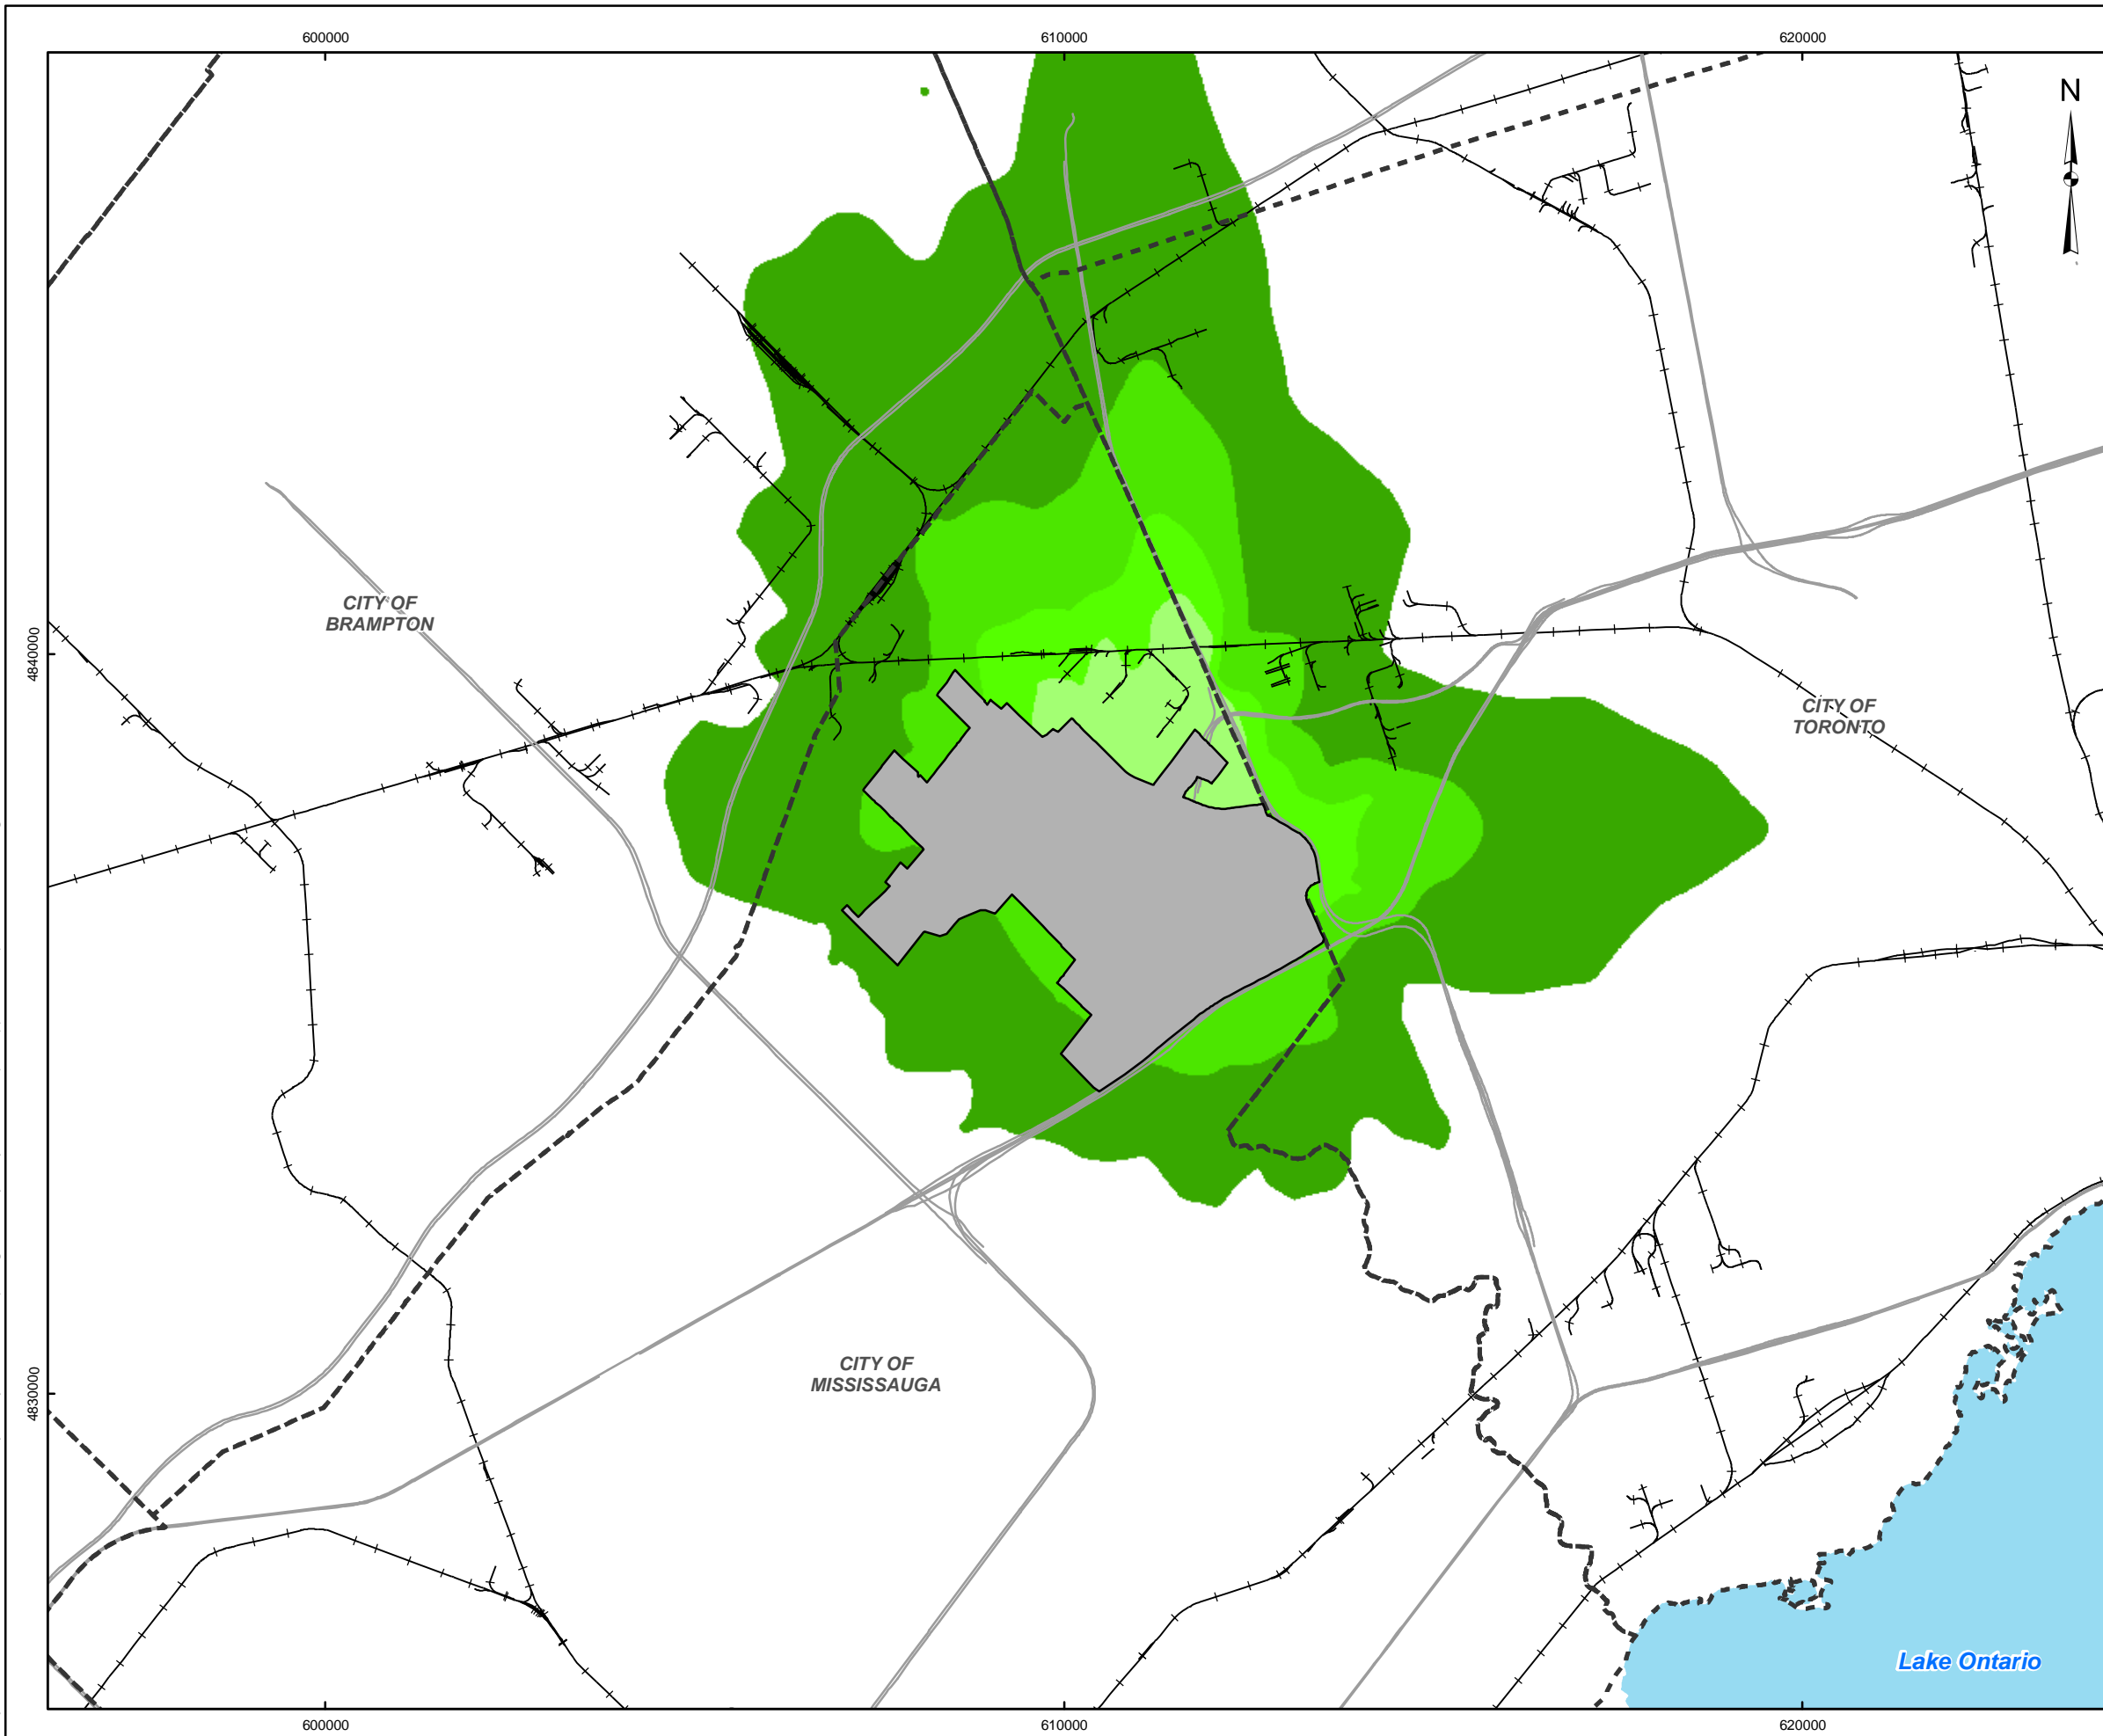 600000
610000
620000
N
4840000
CITY OF
BRAMPTON
CITY OF
TORONTO
4830000
CITY OF
MISSISSAUGA
Lake Ontario
600000
610000
620000